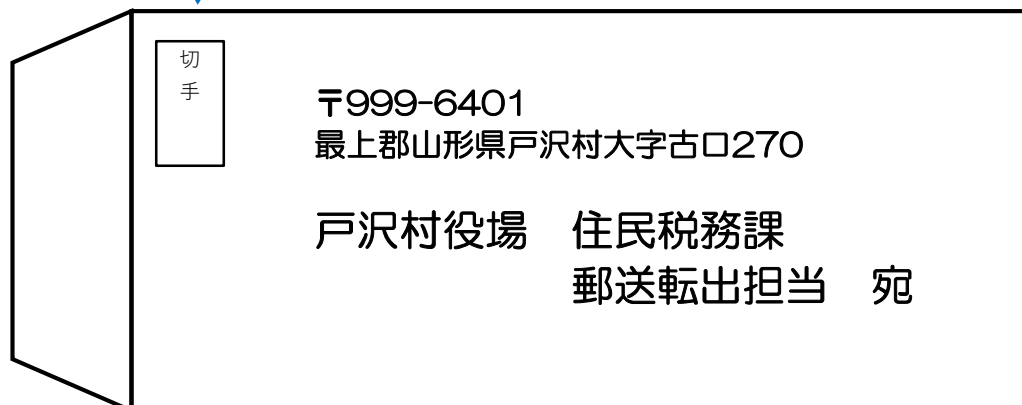 切
手
〒999-6401
最上郡山形県戸沢村大字古口270
戸沢村役場　住民税務課
郵送転出担当　宛